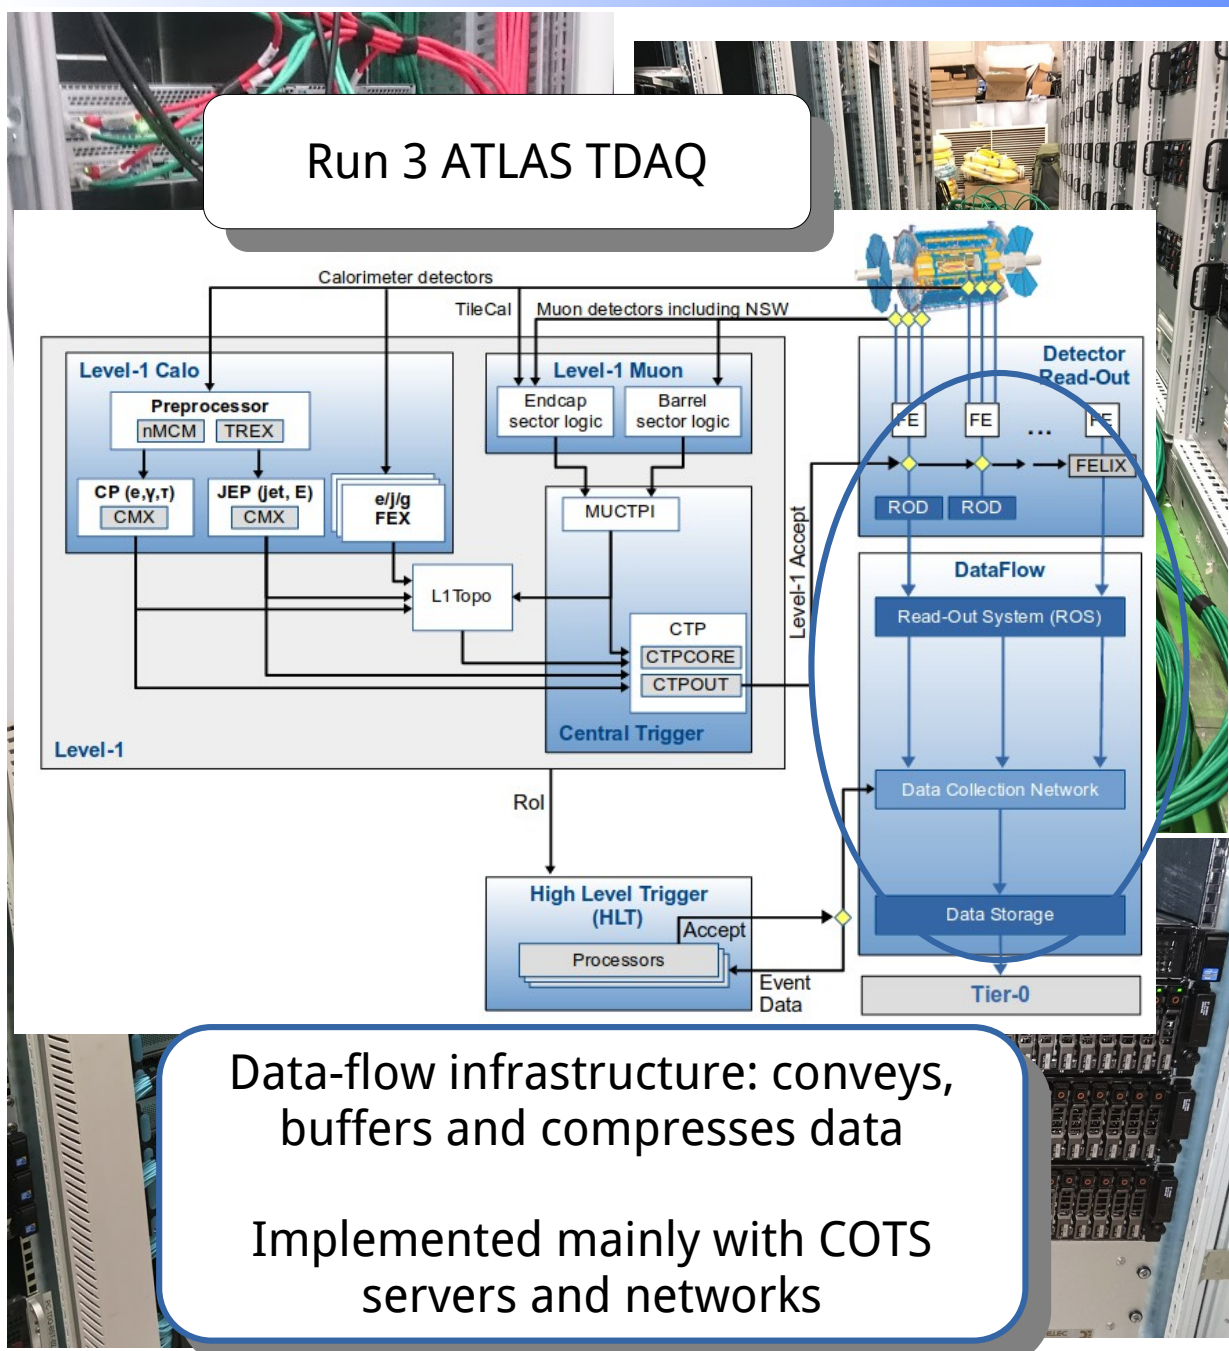 Run 3 ATLAS TDAQ
Calorimeter detectors
TileCal
Muon detectors including NSW
Level-1 Calo
Preprocessor
nMCM
TREX
CP (e,γ,τ)
CMX
JEP (jet, E)
CMX
e/j/g
FEX
Level-1 Muon
Endcap
sector logic
Barrel
sector logic
MUCTPI
L1Topo
CTP
CTPCORE
CTPOUT
Central Trigger
Level-1
Level-1 Accept
Detector
Read-Out
FE
FE
...
FE
FELIX
ROD
ROD
DataFlow
Read-Out System (ROS)
Data Collection Network
Data Storage
Tier-0
RoI
High Level Trigger
(HLT)
Accept
Processors
Event
Data
Data-flow infrastructure: conveys,
buffers and compresses data
Implemented mainly with COTS
servers and networks